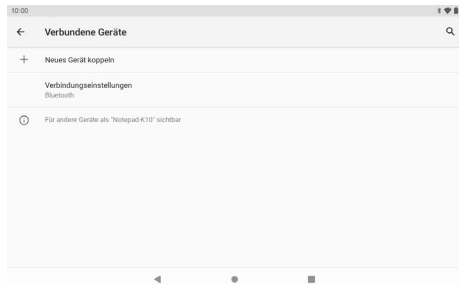 10:00
Verbundene Geräte
Neues Gerät koppeln
Verbindungseinstellungen
Bluetooth
Für andere Geräte als "Notepad-K10" sichtbar